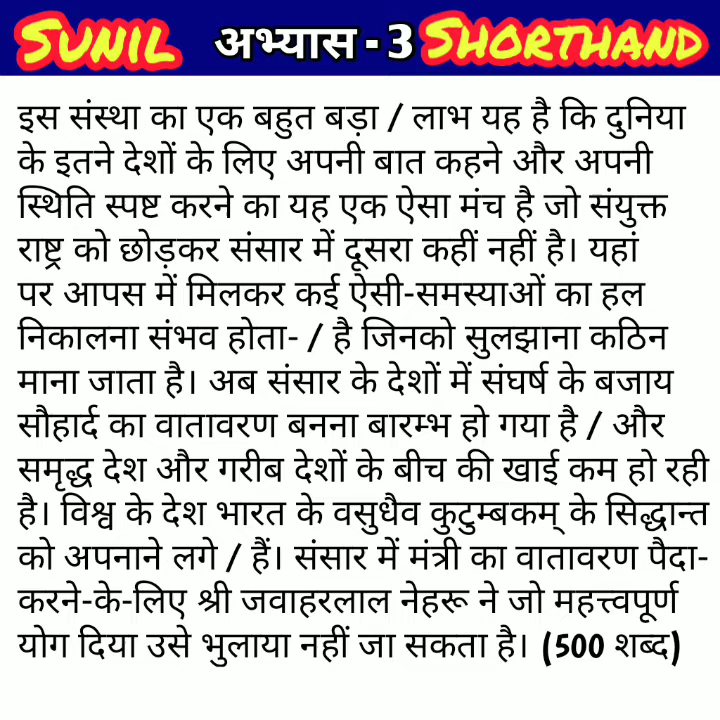 SUNIL अभ्यास - 3 SHORTHAND
इस संस्था का एक बहुत बड़ा / लाभ यह है कि दुनिया
के इतने देशों के लिए अपनी बात कहने और अपनी
स्थिति स्पष्ट करने का यह एक ऐसा मंच है जो संयुक्त
राष्ट्र को छोड़कर संसार में दूसरा कहीं नहीं है। यहां
पर आपस में मिलकर कई ऐसी-समस्याओं का हल
निकालना संभव होता- / है जिनको सुलझाना कठिन
माना जाता है। अब संसार के देशों में संघर्ष के बजाय
सौहार्द का वातावरण बनना बारम्भ हो गया है / और
समृद्ध देश और गरीब देशों के बीच की खाई कम हो रही
है। विश्व के देश भारत के वसुधैव कुटुम्बकम् के सिद्धान्त
को अपनाने लगे / हैं। संसार में मंत्री का वातावरण पैदा-
करने-के-लिए श्री जवाहरलाल नेहरू ने जो महत्त्वपूर्ण
योग दिया उसे भुलाया नहीं जा सकता है। (500 शब्द)